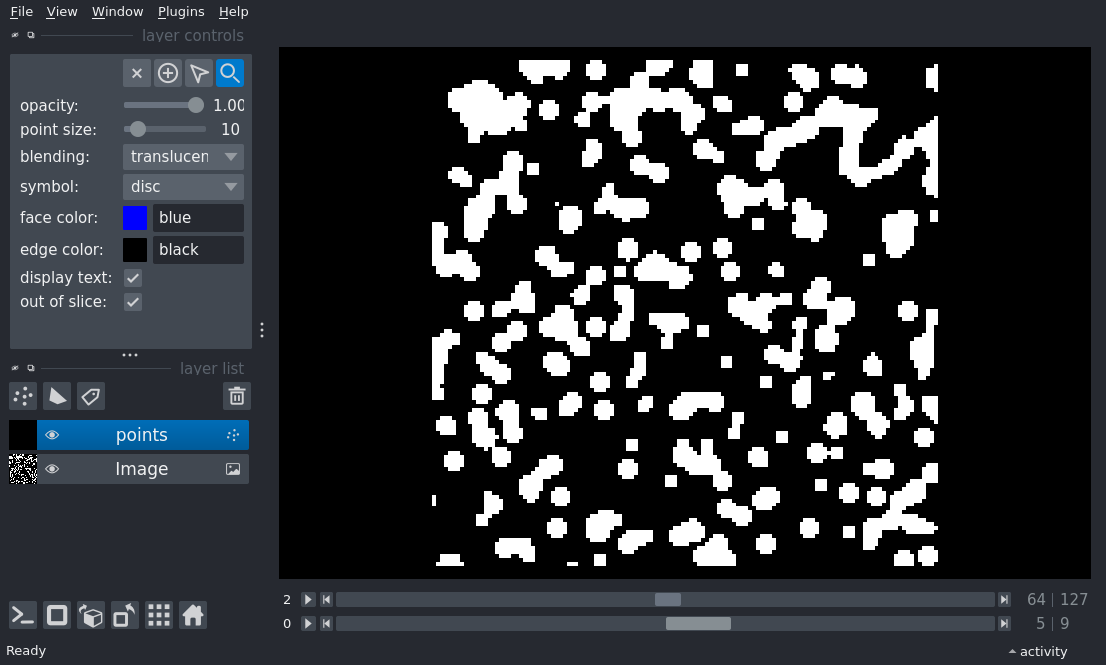 File View Window Plugins Help
layer controls
opacity: 1.00
point size: 10
blending: translucen
symbol: disc
face color: blue
edge color: black
display text:
out of slice:
layer list
points
Image
2 64 | 127
0 5 | 9
Ready activity